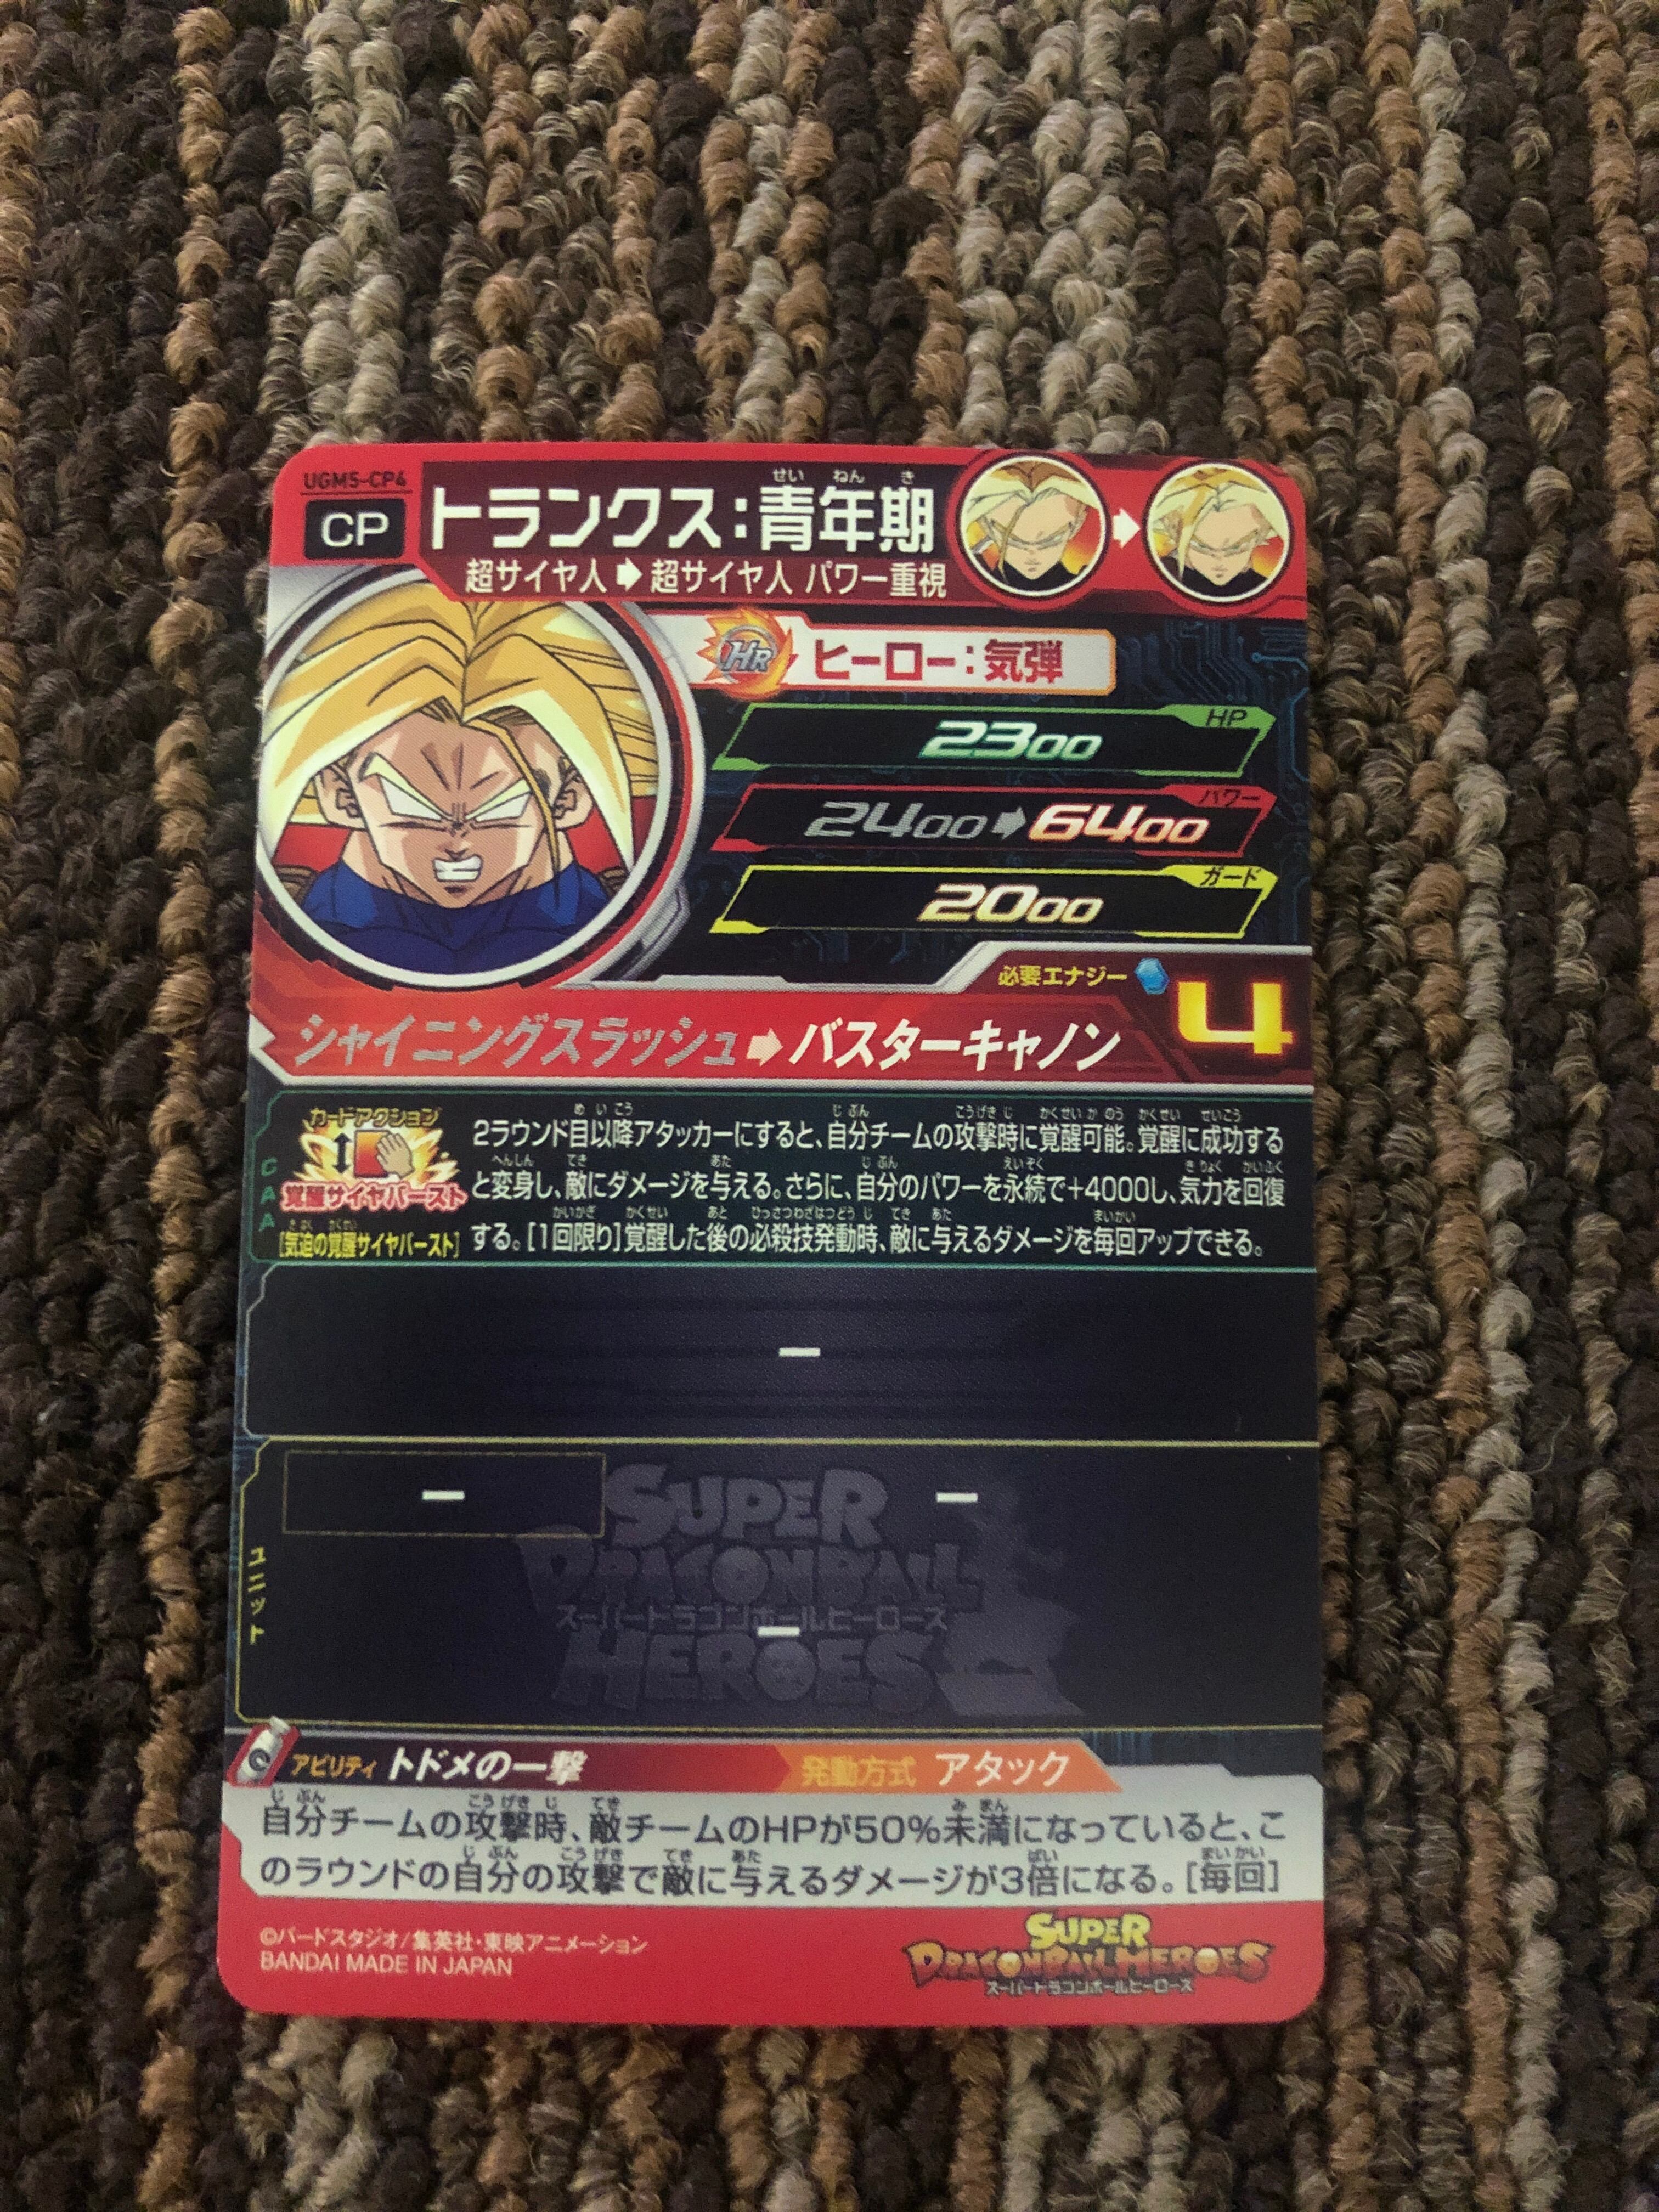 UGM5-CP4
CP
トランクス:青年期
せいねんき
超サイヤ人➡超サイヤ人 パワー重視
HR
ヒーロー:気弾
HP
2300
パワー
2400➡6400
ガード
2000
必要エナジー
4
シャイニングスラッシュ➡バスターキャノン
CAA
カードアクション
覚醒サイヤバースト
[気迫の覚醒サイヤバースト]
2ラウンド目以降アタッカーにすると、自分チームの攻撃時に覚醒可能。覚醒に成功する
と変身し、敵にダメージを与える。さらに、自分のパワーを永続で+4000し、気力を回復
する。[1回限り]覚醒した後の必殺技発動時、敵に与えるダメージを毎回アップできる。
ー
ユニット
ー
ー
ー
SUPER
DRAGONBALL
スーパードラゴンボールヒーローズ
HEROES
アビリティ トドメの一撃
発動方式 アタック
自分チームの攻撃時、敵チームのHPが50%未満になっていると、こ
のラウンドの自分の攻撃で敵に与えるダメージが3倍になる。[毎回]
©バードスタジオ/集英社・東映アニメーション
BANDAI MADE IN JAPAN
SUPER
DRAGONBALL HEROES
スーパードラゴンボールヒーローズ